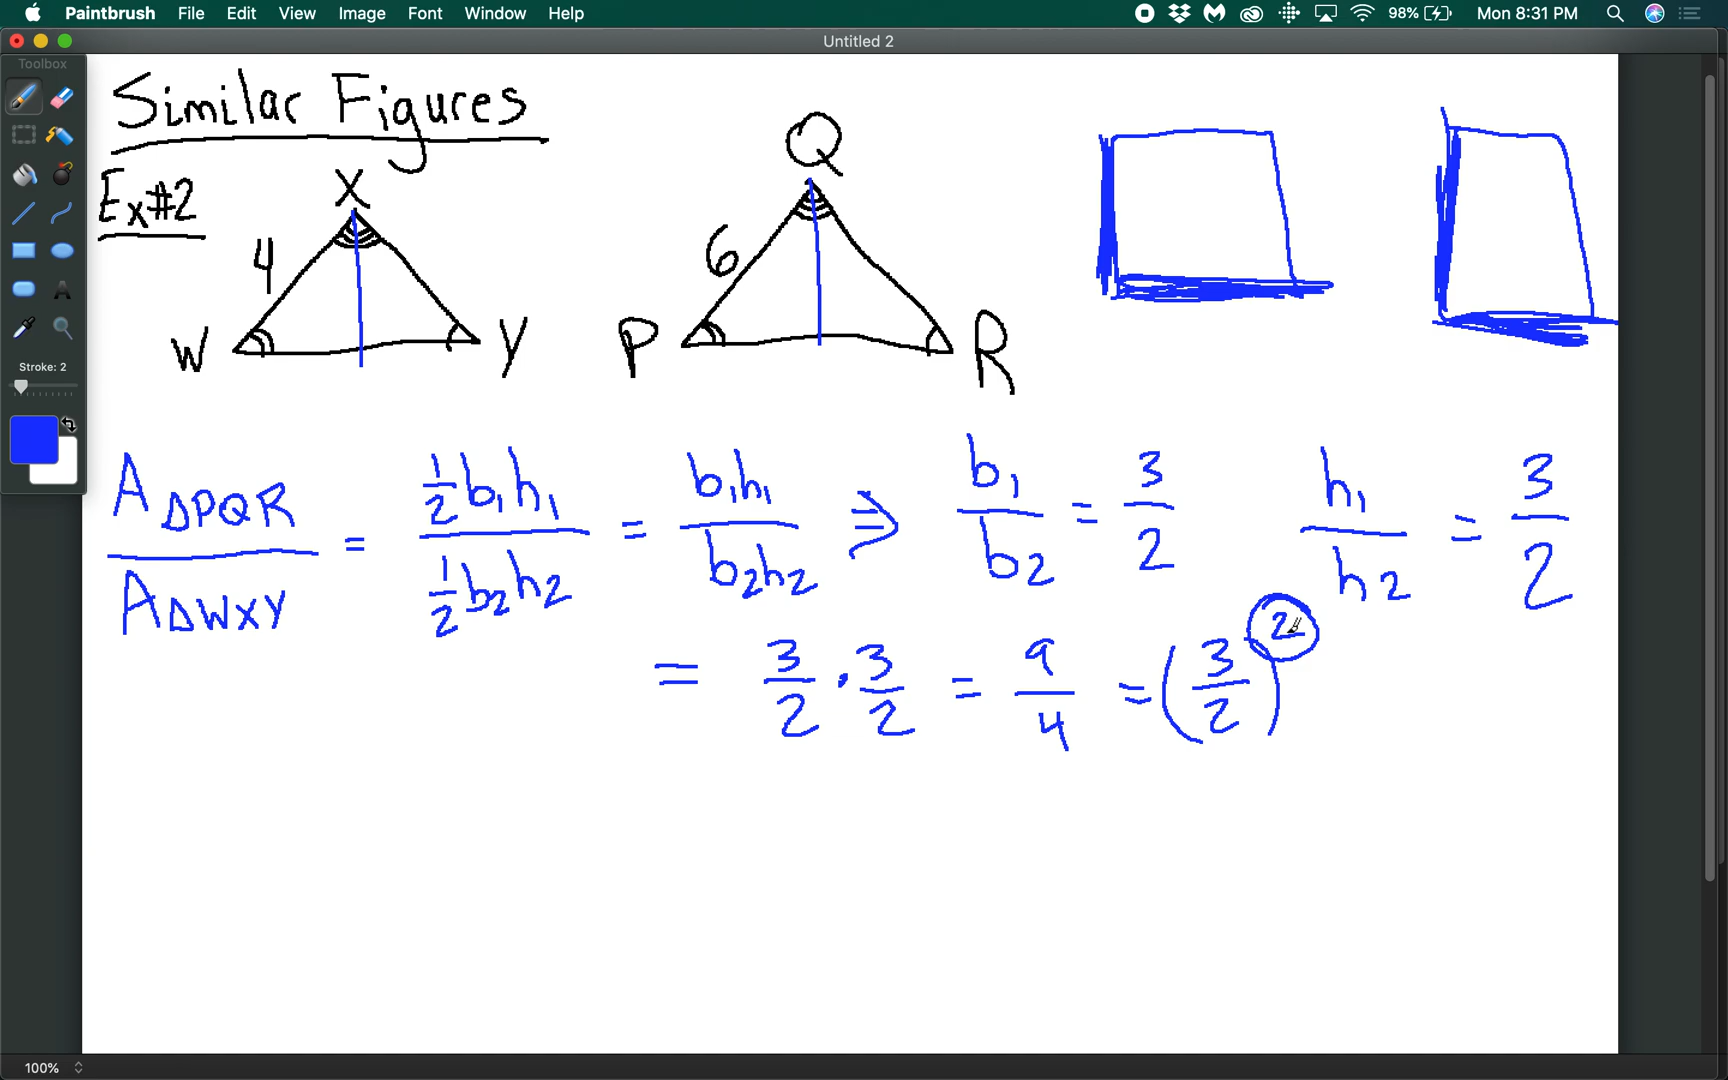 Paintbrush File Edit View Image Font Window Help 98% Mon 8:31 PM
Untitled 2
Toolbox
Similar Figures
Ex#2
X
4
W
Y
Q
6
P
R
Stroke: 2
A△PQR / A△WXY = ½b₁h₁ / ½b₂h₂ = b₁h₁ / b₂h₂ ⇒ b₁ / b₂ = 3 / 2 h₁ / h₂ = 3 / 2
= 3/2 · 3/2 = 9/4 = (3/2)²
100%